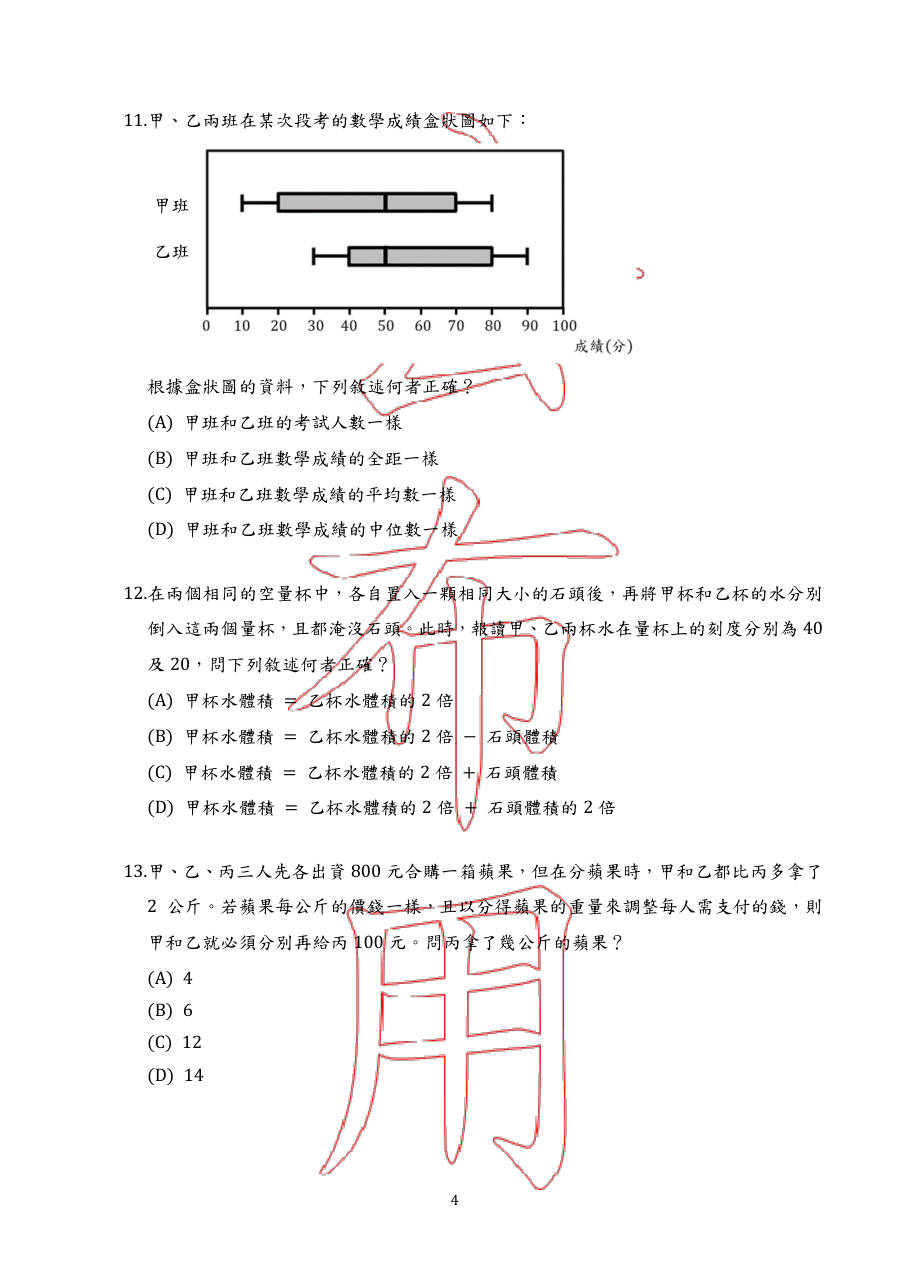 11.甲、乙兩班在某次段考的數學成績盒狀圖如下：
甲班
乙班
0 10 20 30 40 50 60 70 80 90 100
成績(分)
根據盒狀圖的資料，下列敘述何者正確？
(A) 甲班和乙班的考試人數一樣
(B) 甲班和乙班數學成績的全距一樣
(C) 甲班和乙班數學成績的平均數一樣
(D) 甲班和乙班數學成績的中位數一樣
12.在兩個相同的空量杯中，各自置入一顆相同大小的石頭後，再將甲杯和乙杯的水分別
倒入這兩個量杯，且都淹沒石頭。此時，報讀甲、乙兩杯水在量杯上的刻度分別為 40
及 20，問下列敘述何者正確？
(A) 甲杯水體積 = 乙杯水體積的 2 倍
(B) 甲杯水體積 = 乙杯水體積的 2 倍 − 石頭體積
(C) 甲杯水體積 = 乙杯水體積的 2 倍 + 石頭體積
(D) 甲杯水體積 = 乙杯水體積的 2 倍 + 石頭體積的 2 倍
13.甲、乙、丙三人先各出資 800 元合購一箱蘋果，但在分蘋果時，甲和乙都比丙多拿了
2 公斤。若蘋果每公斤的價錢一樣，且以分得蘋果的重量來調整每人需支付的錢，則
甲和乙就必須分別再給丙 100 元。問丙拿了幾公斤的蘋果？
(A) 4
(B) 6
(C) 12
(D) 14
布
用
4